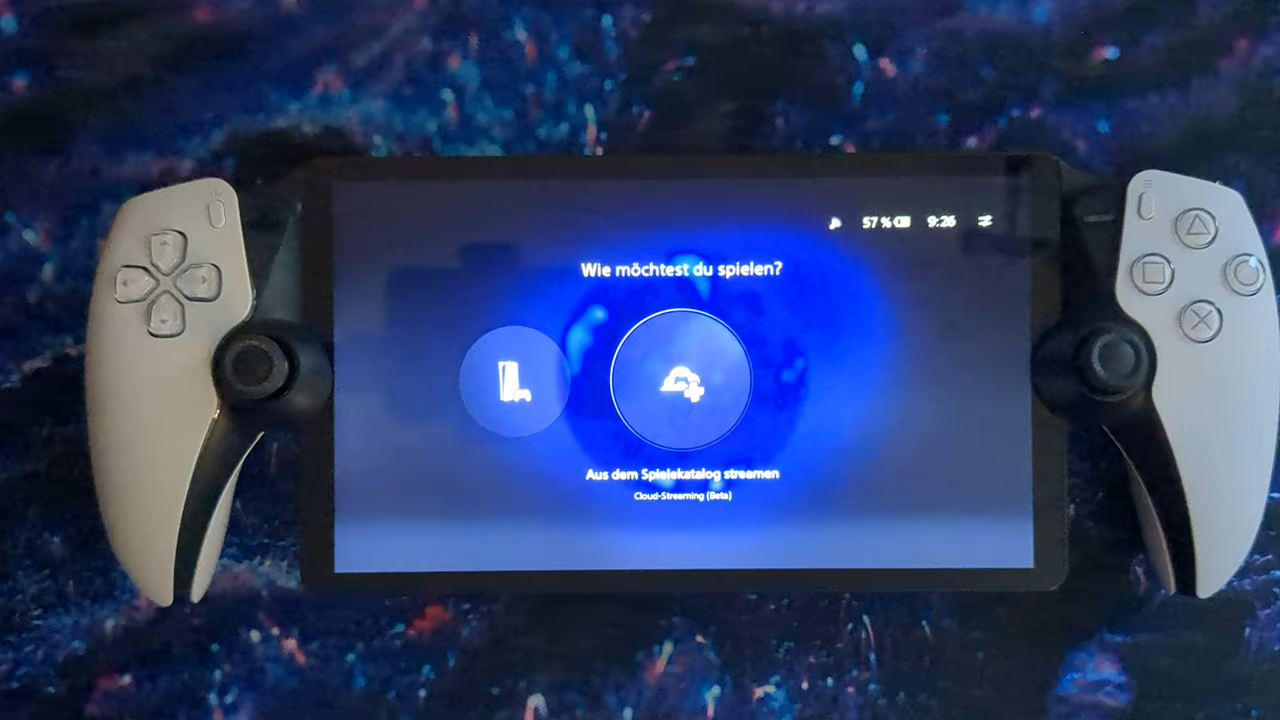 57 % 9:26
Wie möchtest du spielen?
Aus dem Spielekatalog streamen
Cloud-Streaming (Beta)